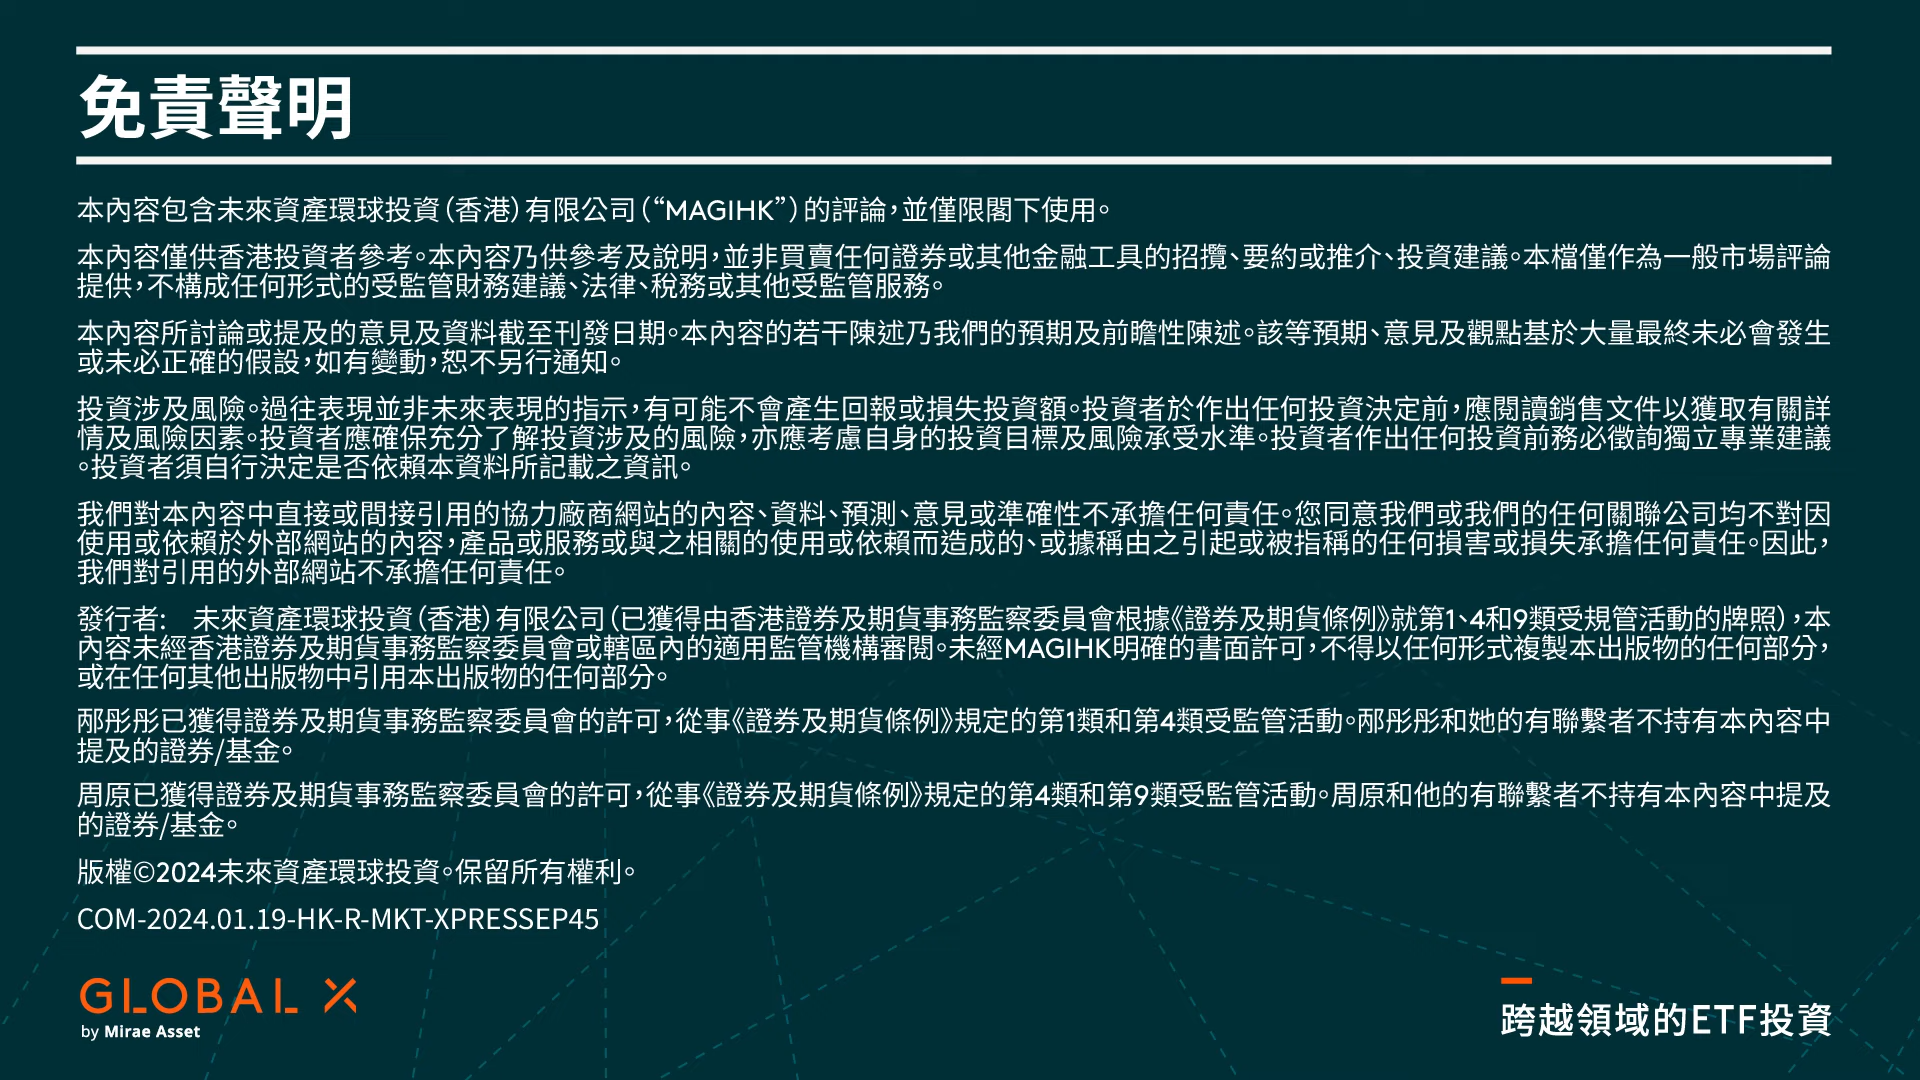 免責聲明
本內容包含未來資產環球投資（香港）有限公司（“MAGIHK”）的評論，並僅限閣下使用。
本內容僅供香港投資者參考。本內容乃供參考及說明，並非買賣任何證券或其他金融工具的招攬、要約或推介、投資建議。本檔僅作為一般市場評論
提供，不構成任何形式的受監管財務建議、法律、稅務或其他受監管服務。
本內容所討論或提及的意見及資料截至刊發日期。本內容的若干陳述乃我們的預期及前瞻性陳述。該等預期、意見及觀點基於大量最終未必會發生
或未必正確的假設，如有變動，恕不另行通知。
投資涉及風險。過往表現並非未來表現的指示，有可能不會產生回報或損失投資額。投資者於作出任何投資決定前，應閱讀銷售文件以獲取有關詳
情及風險因素。投資者應確保充分了解投資涉及的風險，亦應考慮自身的投資目標及風險承受水準。投資者作出任何投資前務必徵詢獨立專業建議
。投資者須自行決定是否依賴本資料所記載之資訊。
我們對本內容中直接或間接引用的協力廠商網站的內容、資料、預測、意見或準確性不承擔任何責任。您同意我們或我們的任何關聯公司均不對因
使用或依賴於外部網站的內容，產品或服務或與之相關的使用或依賴而造成的、或據稱由之引起或被指稱的任何損害或損失承擔任何責任。因此，
我們對引用的外部網站不承擔任何責任。
發行者:　未來資產環球投資（香港）有限公司（已獲得由香港證券及期貨事務監察委員會根據《證券及期貨條例》就第1、4和9類受規管活動的牌照），本
內容未經香港證券及期貨事務監察委員會或轄區內的適用監管機構審閱。未經MAGIHK明確的書面許可，不得以任何形式複製本出版物的任何部分，
或在任何其他出版物中引用本出版物的任何部分。
邴彤彤已獲得證券及期貨事務監察委員會的許可，從事《證券及期貨條例》規定的第1類和第4類受監管活動。邴彤彤和她的有聯繫者不持有本內容中
提及的證券/基金。
周原已獲得證券及期貨事務監察委員會的許可，從事《證券及期貨條例》規定的第4類和第9類受監管活動。周原和他的有聯繫者不持有本內容中提及
的證券/基金。
版權©2024未來資產環球投資。保留所有權利。
COM-2024.01.19-HK-R-MKT-XPRESSEP45
GLOBAL X
by Mirae Asset
跨越領域的ETF投資